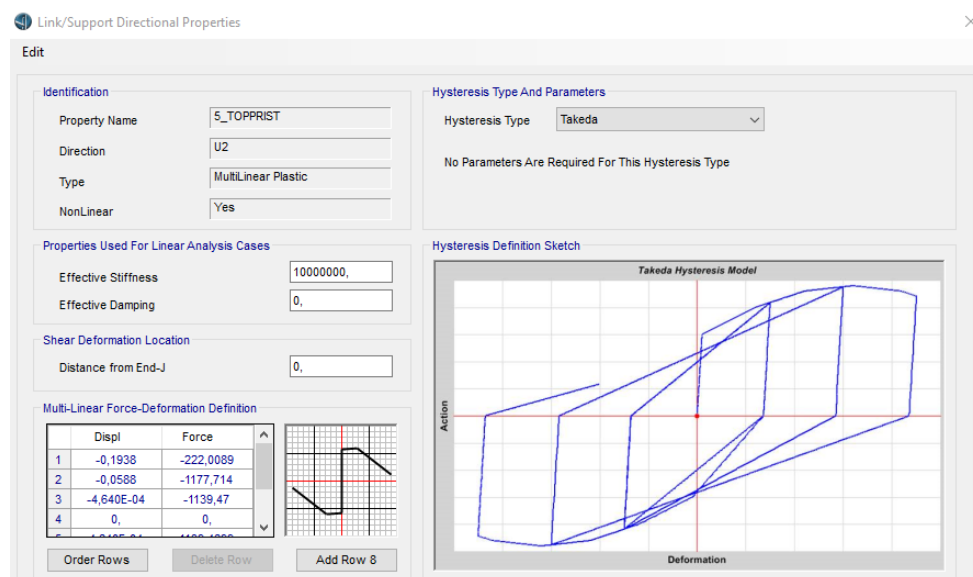 Link/Support Directional Properties
Edit
Identification
Property Name 5_TOPPRIST
Direction U2
Type MultiLinear Plastic
NonLinear Yes
Hysteresis Type And Parameters
Hysteresis Type Takeda
No Parameters Are Required For This Hysteresis Type
Properties Used For Linear Analysis Cases
Effective Stiffness 10000000,
Effective Damping 0,
Shear Deformation Location
Distance from End-J 0,
Multi-Linear Force-Deformation Definition
Displ Force
1 -0,1938 -222,0089
2 -0,0588 -1177,714
3 -4,640E-04 -1139,47
4 0, 0,
Order Rows Delete Row Add Row 8
Hysteresis Definition Sketch
Takeda Hysteresis Model
Action
Deformation